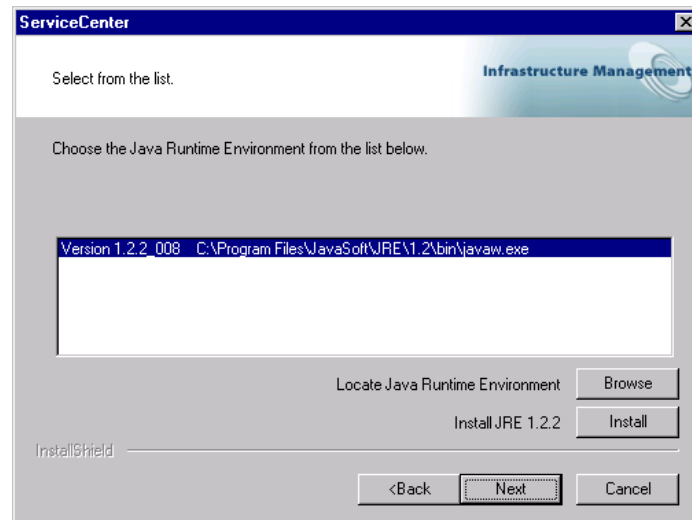 ServiceCenter
Select from the list.
Infrastructure Management
Choose the Java Runtime Environment from the list below.
Version 1.2.2_008 C:\Program Files\JavaSoft\JRE\1.2\bin\javaw.exe
Locate Java Runtime Environment
Browse
Install JRE 1.2.2
Install
InstallShield
<Back
Next
Cancel